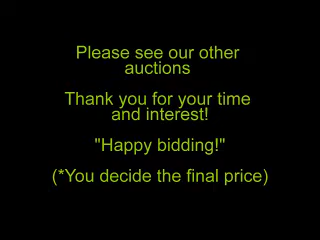 Please see our other
auctions
Thank you for your time
and interest!
"Happy bidding!"
(*You decide the final price)